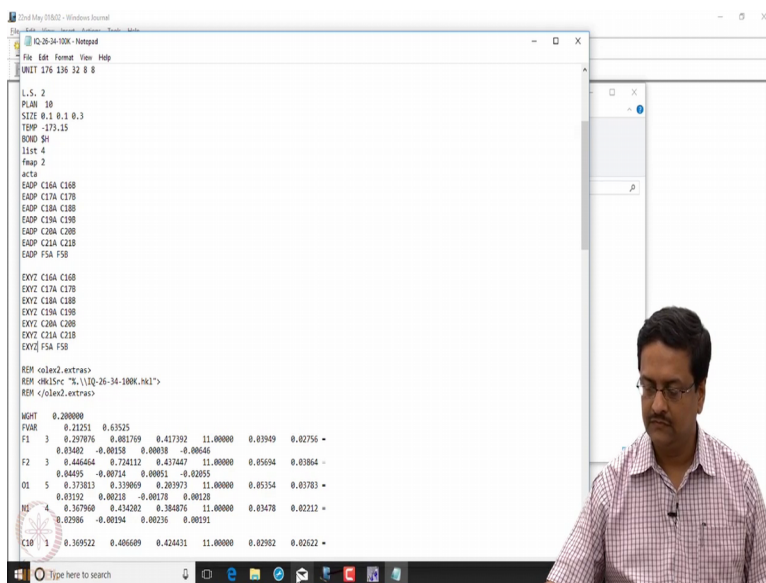 22nd May 01&02 - Windows Journal
IQ-26-34-100K - Notepad
File Edit Format View Help
UNIT 176 136 32 8 8
L.S. 2
PLAN 10
SIZE 0.1 0.1 0.3
TEMP -173.15
BOND $H
list 4
fmap 2
acta
EADP C16A C16B
EADP C17A C17B
EADP C18A C18B
EADP C19A C19B
EADP C20A C20B
EADP C21A C21B
EADP F5A F5B
EXYZ C16A C16B
EXYZ C17A C17B
EXYZ C18A C18B
EXYZ C19A C19B
EXYZ C20A C20B
EXYZ C21A C21B
EXYZ F5A F5B
REM <olex2.extras>
REM <HklSrc "%.\\IQ-26-34-100K.hkl">
REM </olex2.extras>
WGHT 0.200000
FVAR 0.21251 0.63525
F1 3 0.297076 0.081769 0.417392 11.00000 0.03949 0.02756 =
0.03402 -0.00158 0.00038 -0.00646
F2 3 0.446464 0.724112 0.437447 11.00000 0.05694 0.03864 =
0.04495 -0.00714 0.00051 -0.02055
O1 5 0.373813 0.339069 0.203973 11.00000 0.05354 0.03783 =
0.03192 0.00218 -0.00178 0.00128
N1 4 0.367960 0.434202 0.384876 11.00000 0.03478 0.02212 =
0.02986 -0.00194 0.00236 0.00191
C10 1 0.369522 0.406609 0.424431 11.00000 0.02982 0.02622 =
Type here to search